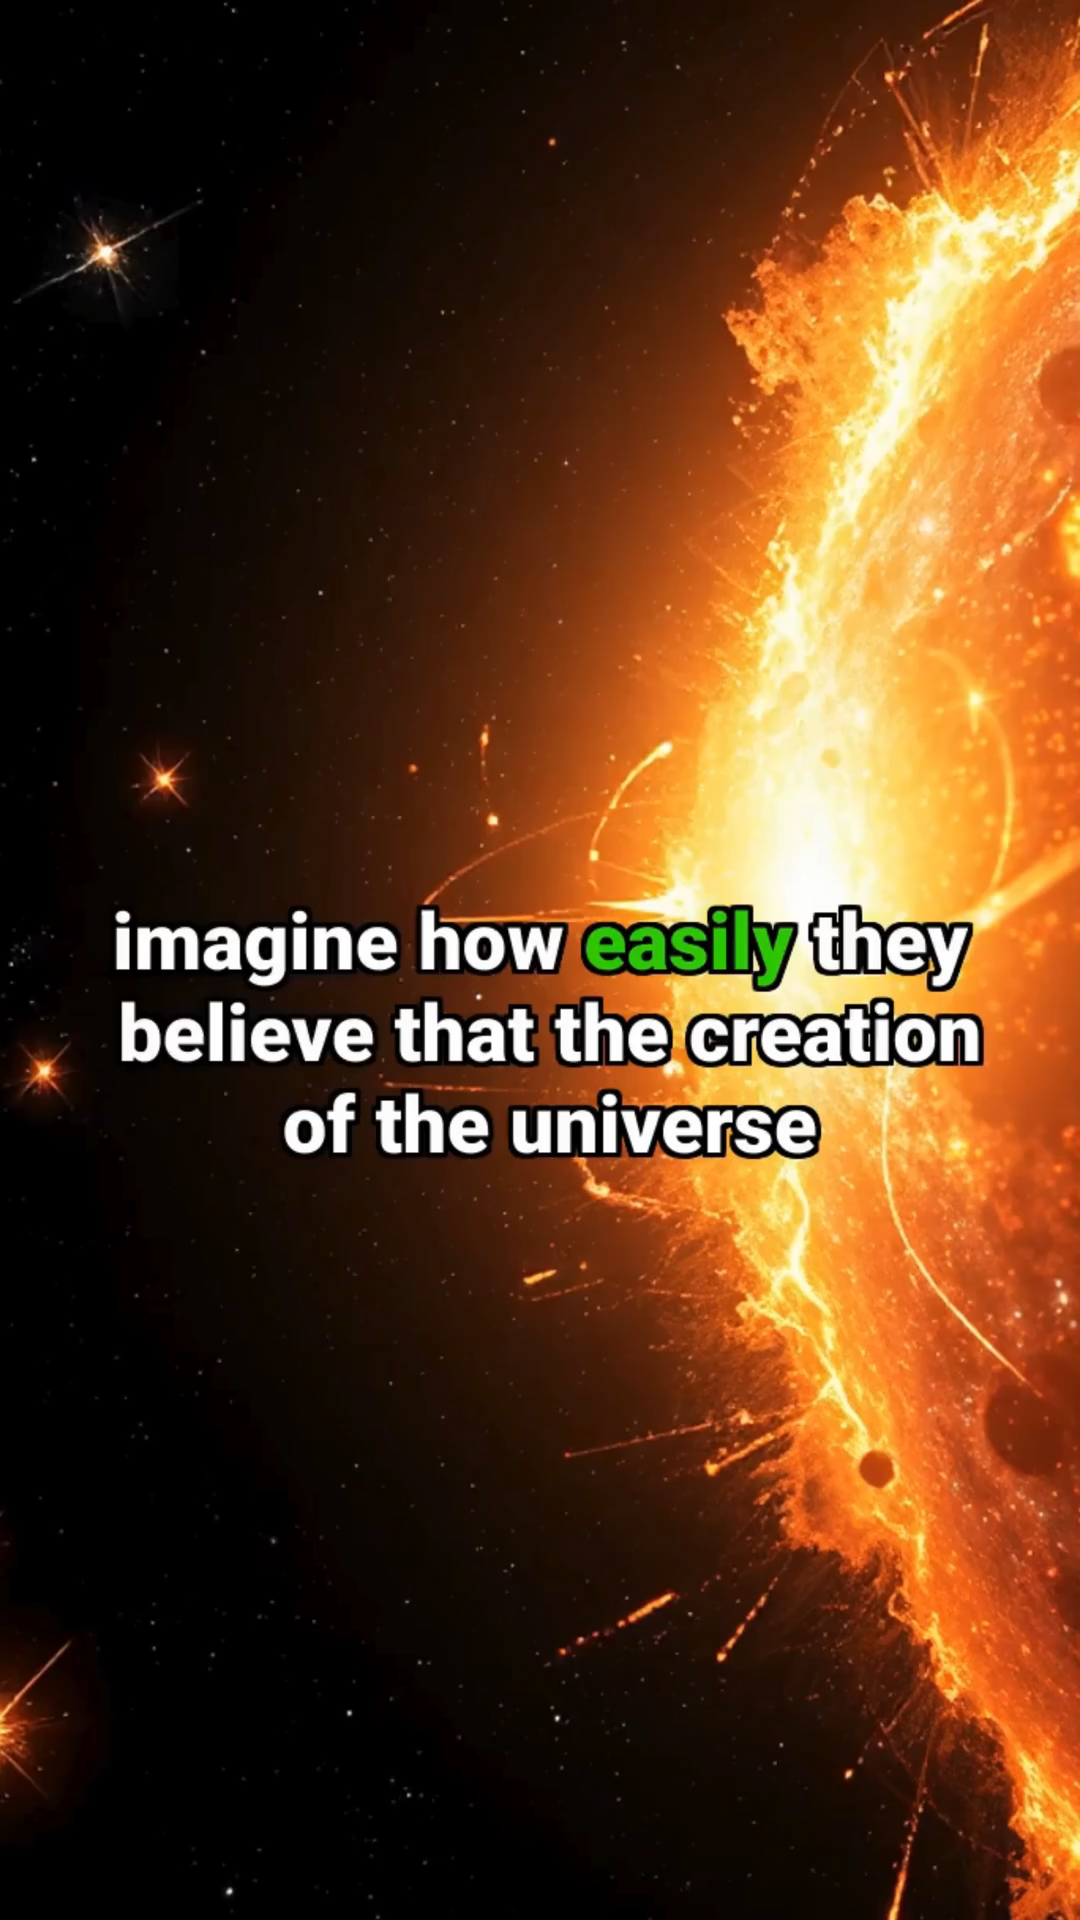 imagine how easily they
believe that the creation
of the universe